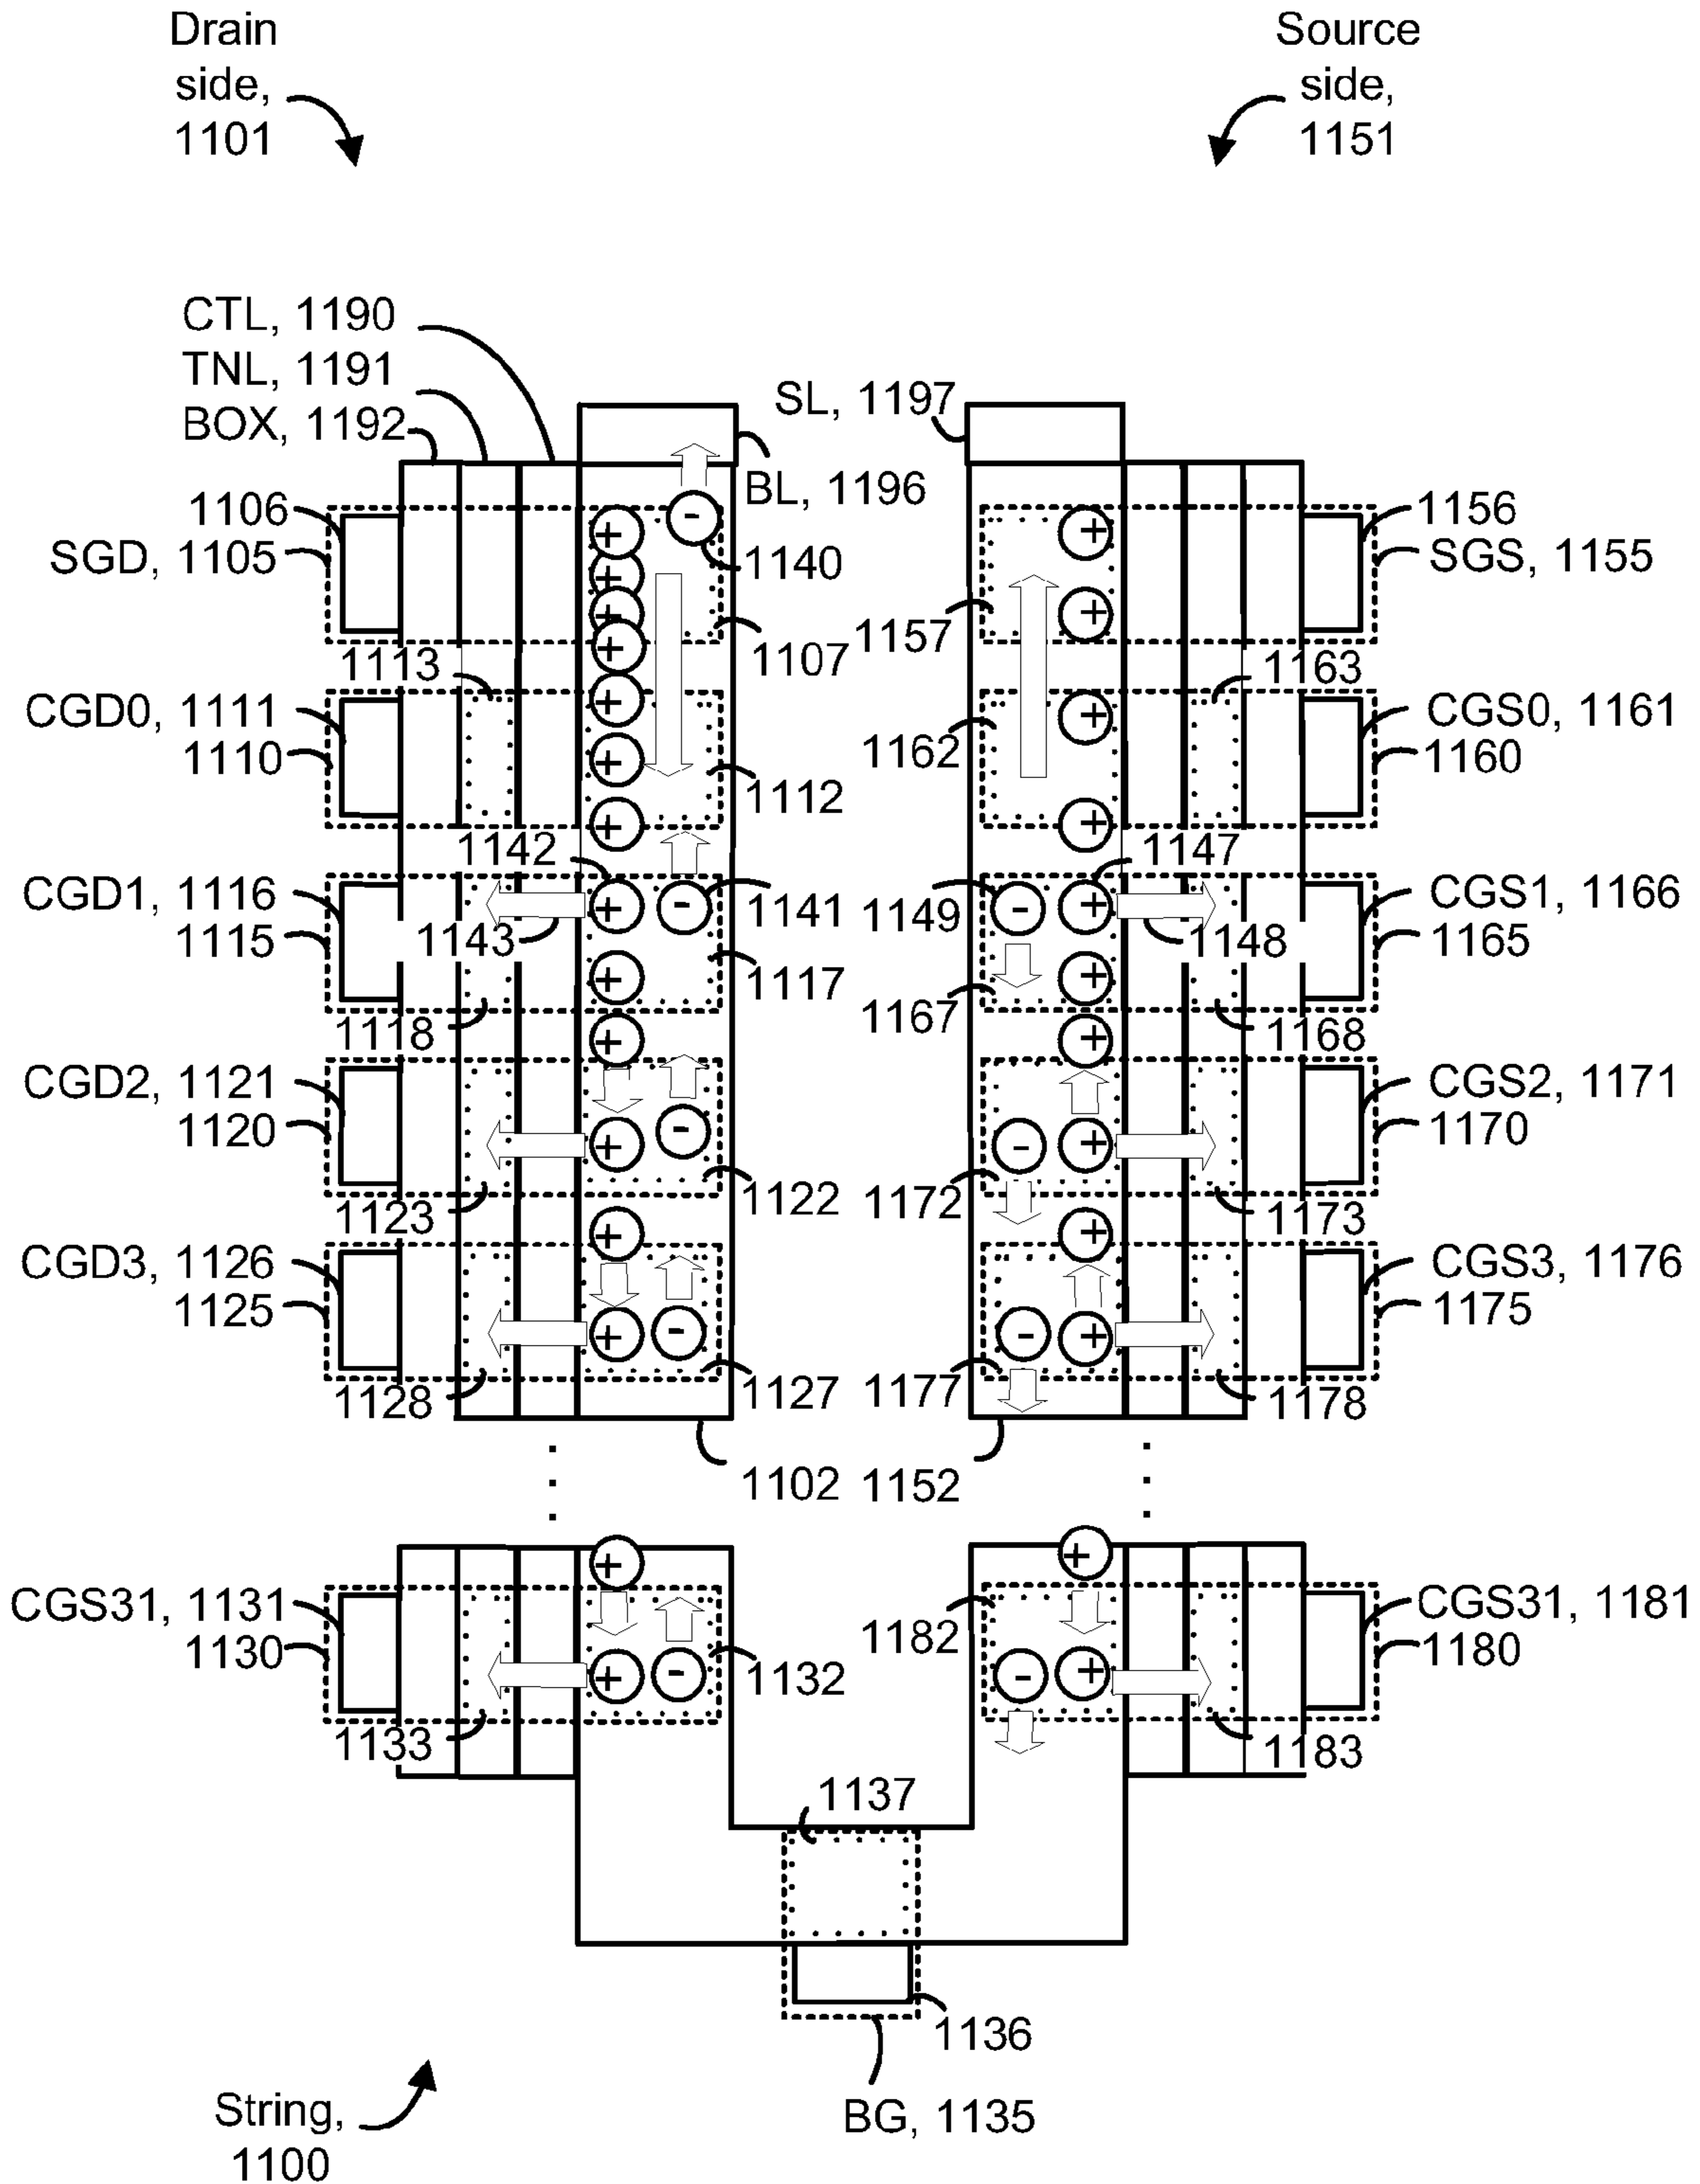 Drain
side,
1101
Source
side,
1151
CTL, 1190
TNL, 1191
BOX, 1192
SL, 1197
BL, 1196
1106
SGD, 1105
1140
1107
1157
1156
SGS, 1155
1113
1163
CGD0, 1111
1110
1112
1162
CGS0, 1161
1160
1142
1147
CGD1, 1116
1115
1143
1141
1149
1148
CGS1, 1166
1165
1117
1167
1118
1168
CGD2, 1121
1120
1122
1172
CGS2, 1171
1170
1123
1173
CGD3, 1126
1125
CGS3, 1176
1175
1128
1127
1177
1178
1102
1152
CGS31, 1131
1130
1132
1182
CGS31, 1181
1180
1133
1183
1137
1136
BG, 1135
String,
1100